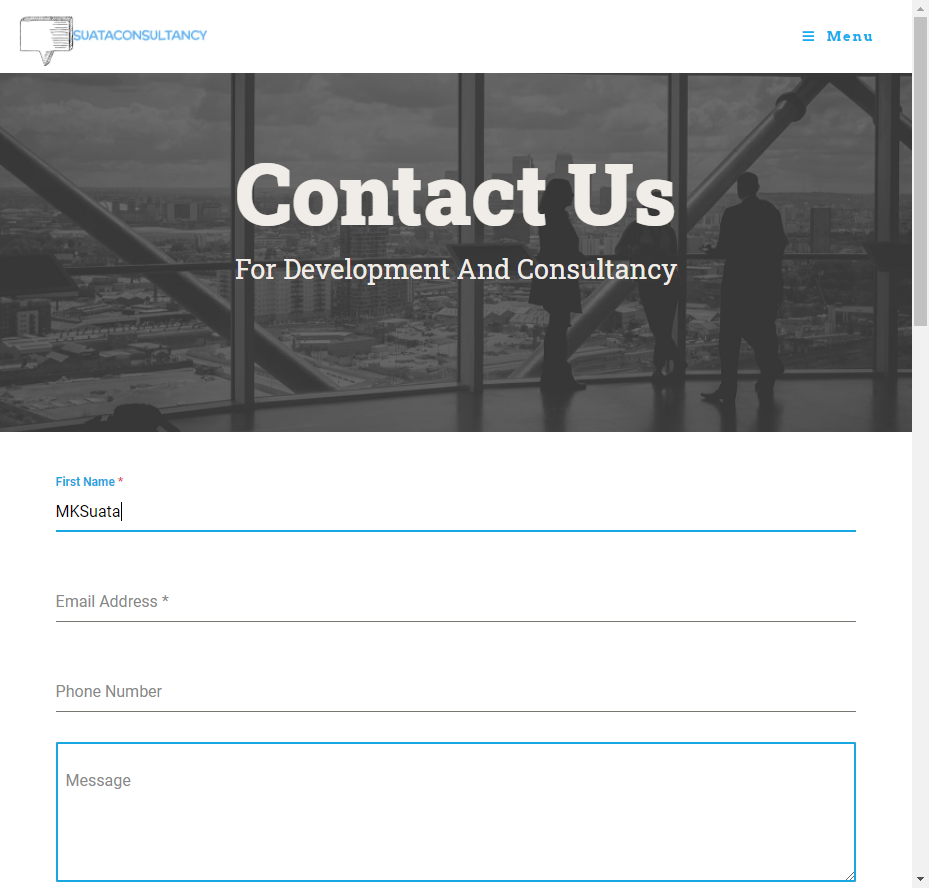 SUATACONSULTANCY
Menu
Contact Us
For Development And Consultancy
First Name *
MKSuata
Email Address *
Phone Number
Message